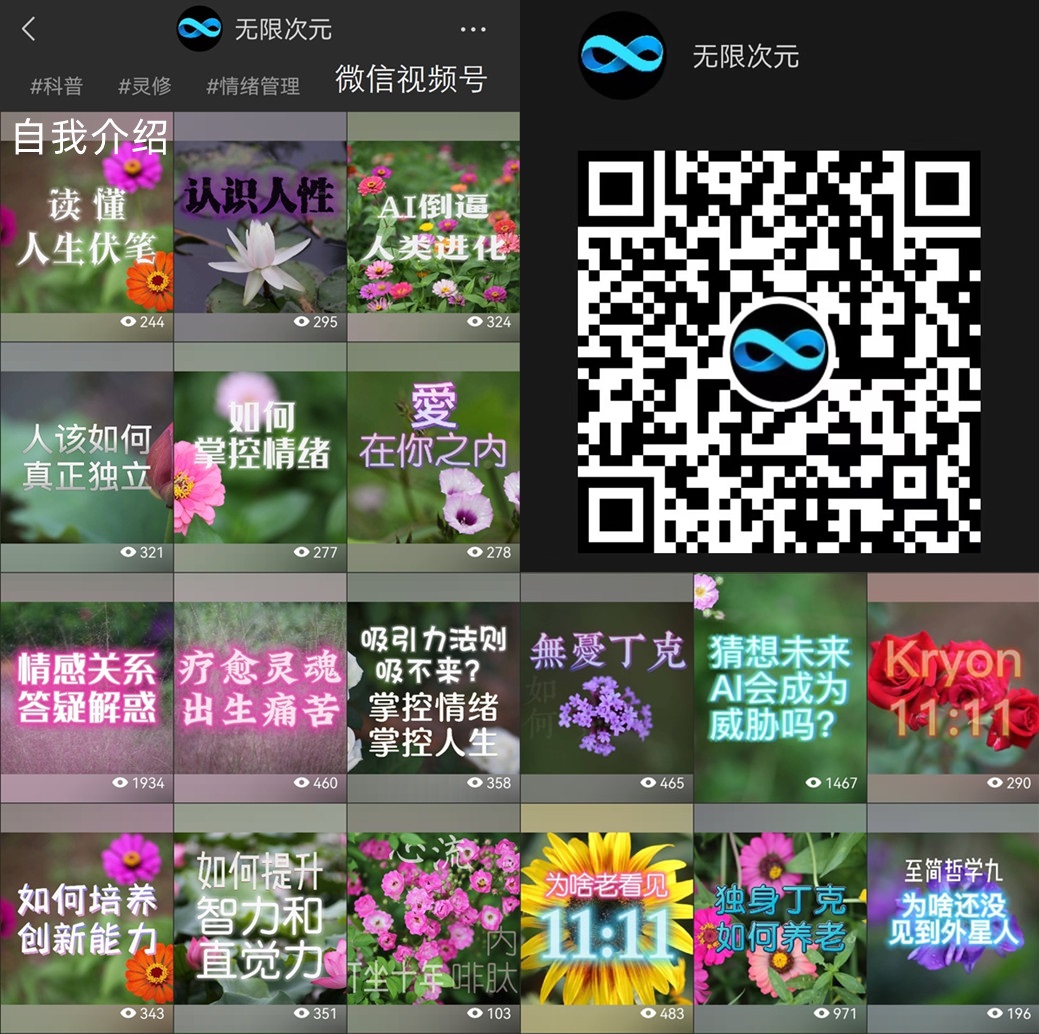 无限次元
#科普 #灵修 #情绪管理 微信视频号
无限次元
自我介绍
读懂
人生伏笔
244
认识人性
295
AI倒逼
人类进化
324
人该如何
真正独立
321
如何
掌控情绪
277
愛
在你之内
278
情感关系
答疑解惑
1934
疗愈灵魂
出生痛苦
460
吸引力法则
吸不来？
掌控情绪
掌控人生
358
無憂丁克
如何
465
猜想未来
AI会成为
威胁吗？
1467
Kryon
11:11
290
如何培养
创新能力
343
如何提升
智力和
直觉力
351
心流
内
打坐十年 啡肽
103
为啥老看见
11:11
483
独身丁克
如何养老
971
至简哲学九
为啥还没
见到外星人
196